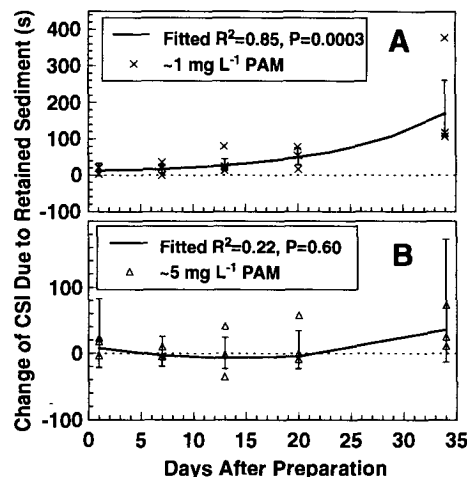 Change of CSI Due to Retained Sediment (s)
400
300
200
100
0
-100
Fitted R²=0.85, P=0.0003
~1 mg L⁻¹ PAM
A
100
0
-100
Fitted R²=0.22, P=0.60
~5 mg L⁻¹ PAM
B
0 5 10 15 20 25 30 35
Days After Preparation